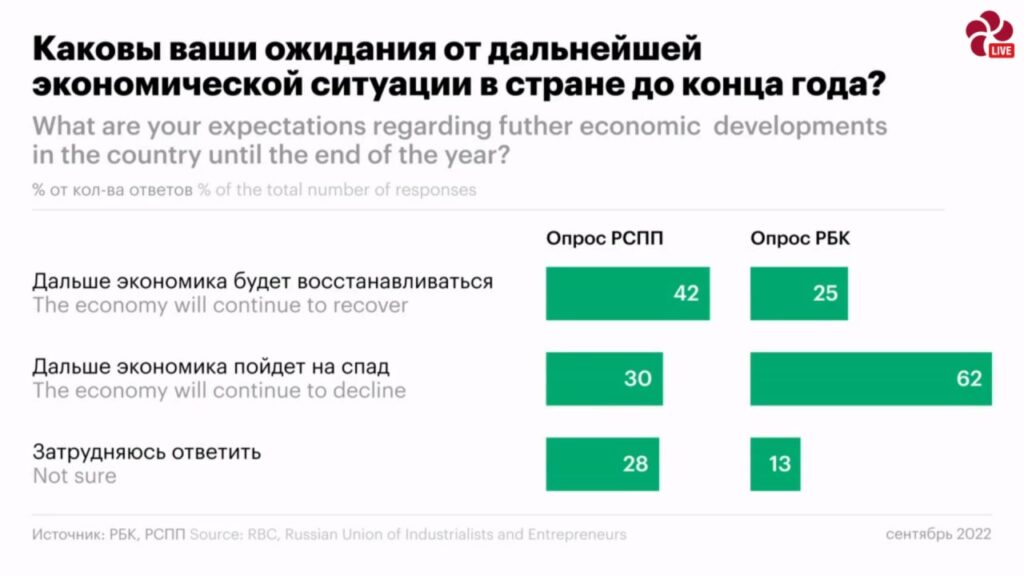 LIVE
Каковы ваши ожидания от дальнейшей
экономической ситуации в стране до конца года?
What are your expectations regarding futher economic developments
in the country until the end of the year?
% от кол-ва ответов % of the total number of responses
Опрос РСПП Опрос РБК
Дальше экономика будет восстанавливаться
The economy will continue to recover
42 25
Дальше экономика пойдет на спад
The economy will continue to decline
30 62
Затрудняюсь ответить
Not sure
28 13
Источник: РБК, РСПП Source: RBC, Russian Union of Industrialists and Entrepreneurs
сентябрь 2022